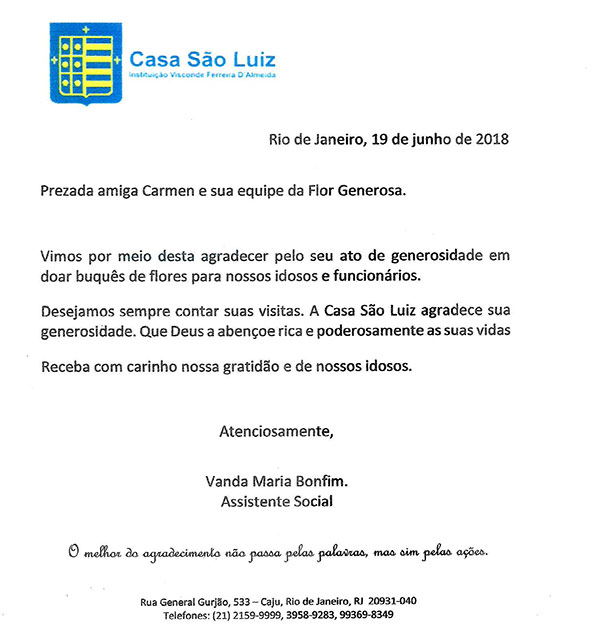 Casa São Luiz
Instituição Visconde Ferreira D'Almeida
Rio de Janeiro, 19 de junho de 2018
Prezada amiga Carmen e sua equipe da Flor Generosa.
Vimos por meio desta agradecer pelo seu ato de generosidade em
doar buquês de flores para nossos idosos e funcionários.
Desejamos sempre contar suas visitas. A Casa São Luiz agradece sua
generosidade. Que Deus a abençoe rica e poderosamente as suas vidas
Receba com carinho nossa gratidão e de nossos idosos.
Atenciosamente,
Vanda Maria Bonfim.
Assistente Social
O melhor do agradecimento não passa pelas palavras, mas sim pelas ações.
Rua General Gurjão, 533 – Caju, Rio de Janeiro, RJ 20931-040
Telefones: (21) 2159-9999, 3958-9283, 99369-8349